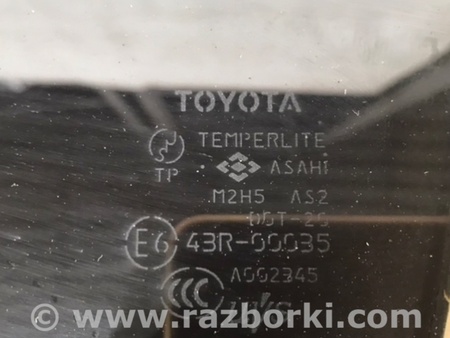 TOYOTA
TEMPERLITE
TP ASAHI
M2H5 AS2
DOT-20
E6 43R-00035
A002345
CCC
© www.razborki.com